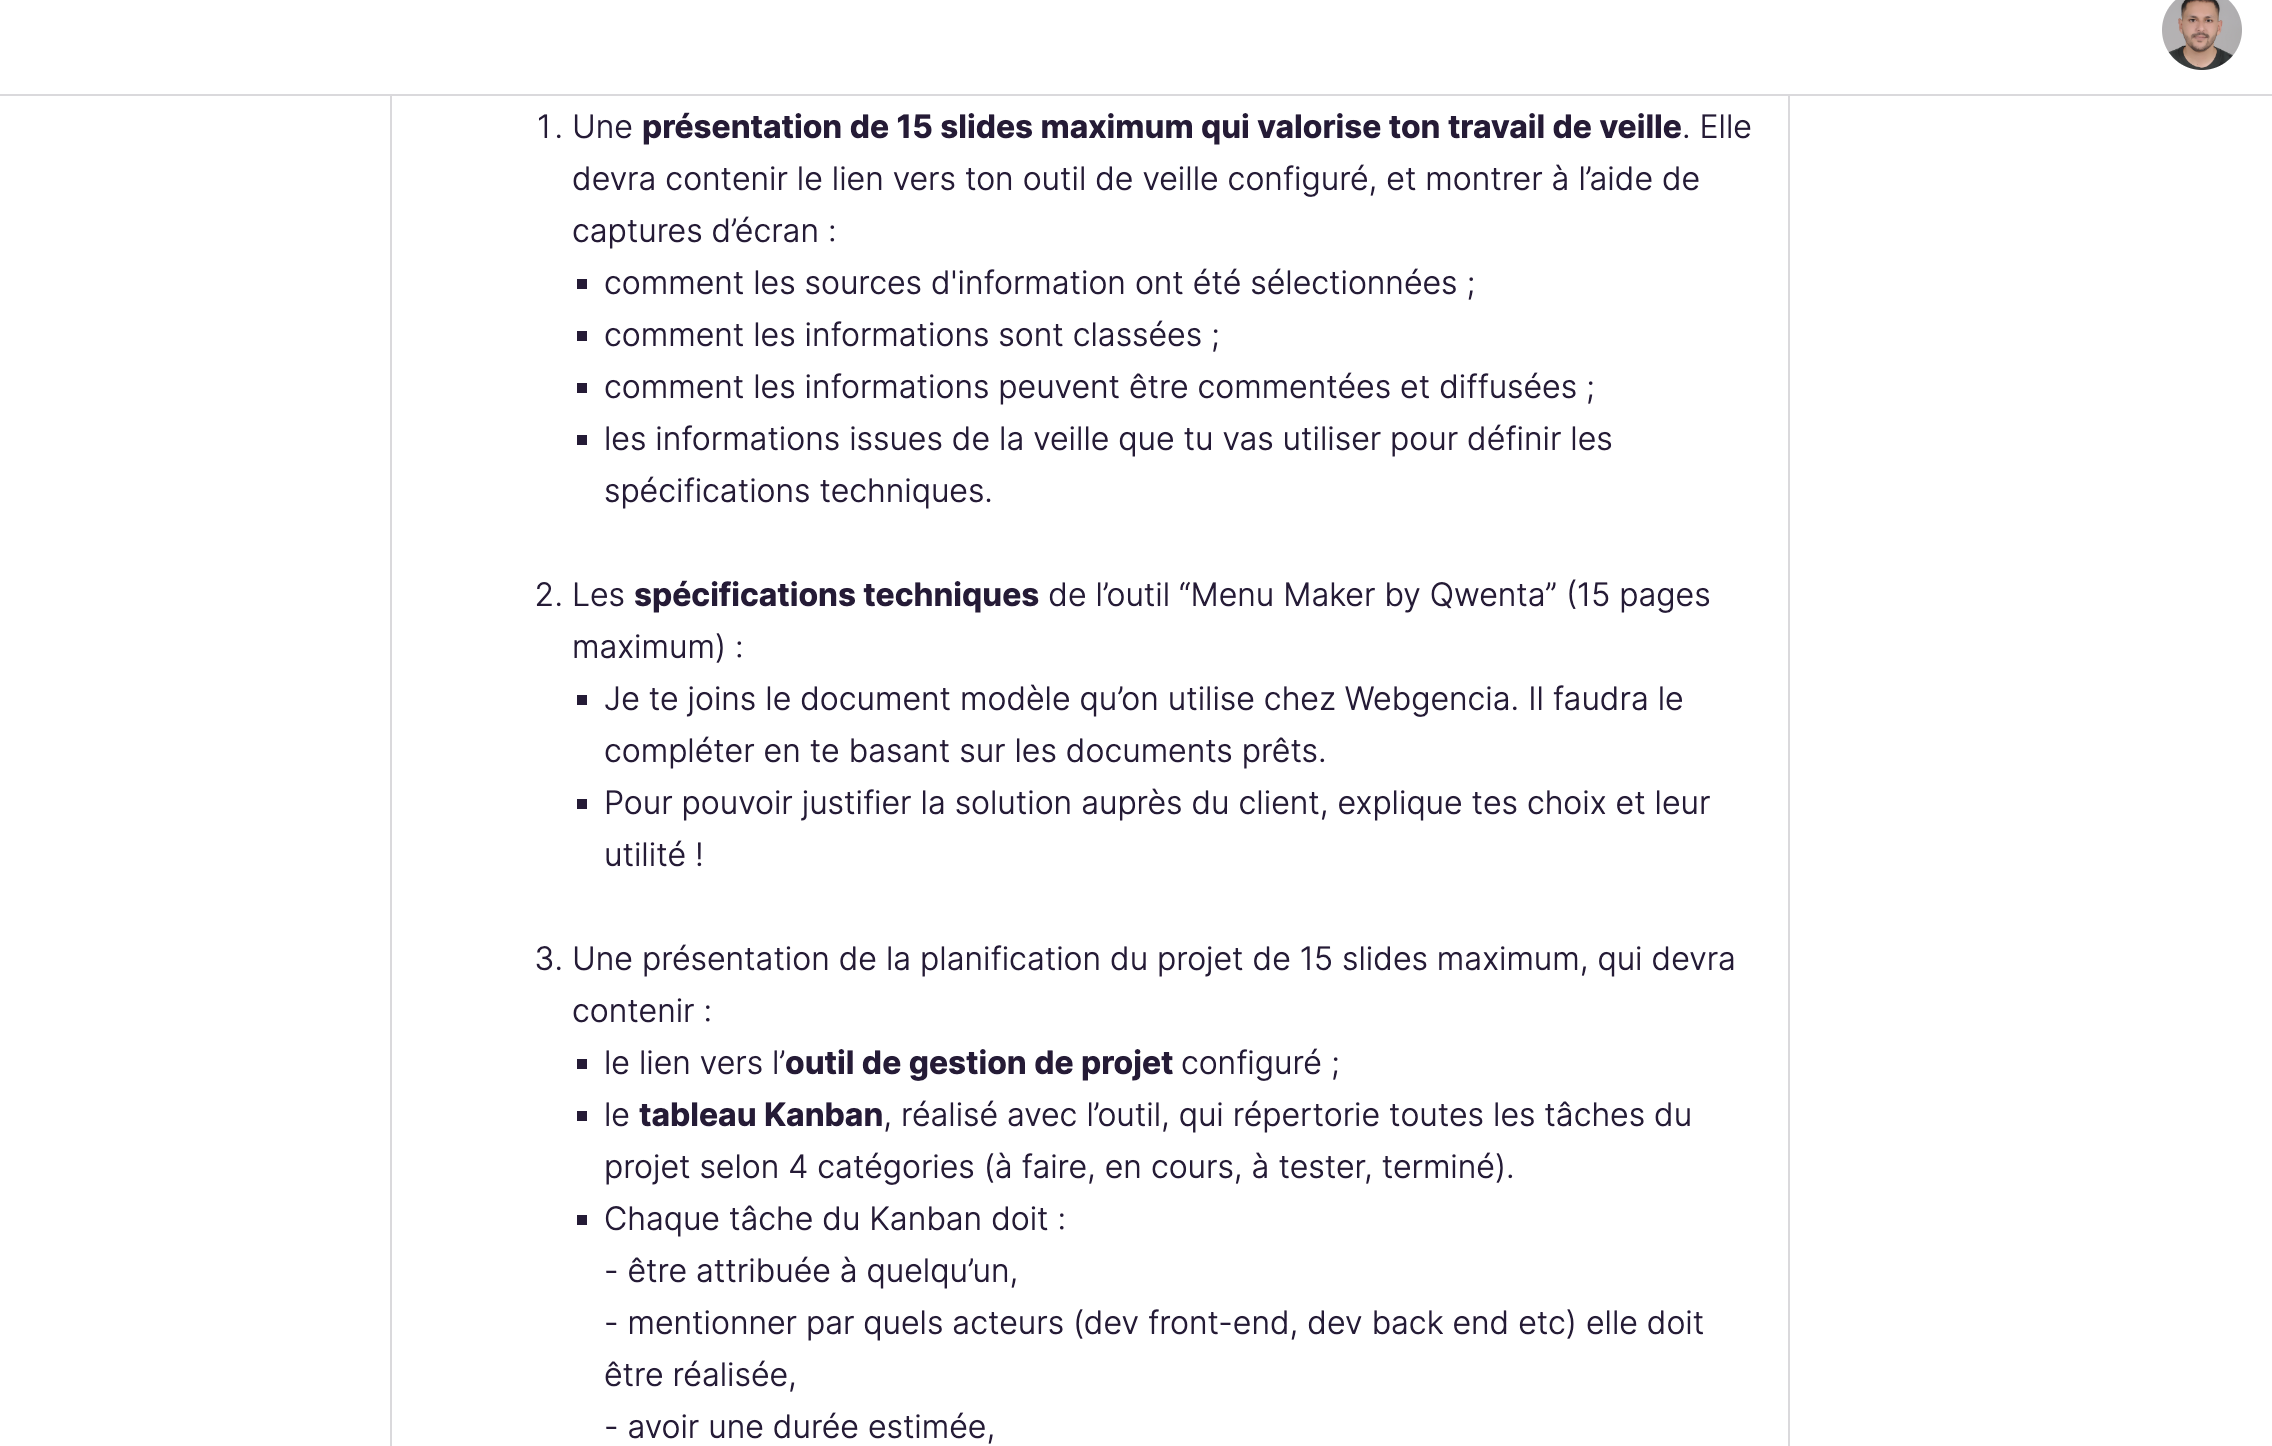 1. Une présentation de 15 slides maximum qui valorise ton travail de veille. Elle
devra contenir le lien vers ton outil de veille configuré, et montrer à l’aide de
captures d’écran :
▪ comment les sources d'information ont été sélectionnées ;
▪ comment les informations sont classées ;
▪ comment les informations peuvent être commentées et diffusées ;
▪ les informations issues de la veille que tu vas utiliser pour définir les
spécifications techniques.
2. Les spécifications techniques de l’outil “Menu Maker by Qwenta” (15 pages
maximum) :
▪ Je te joins le document modèle qu’on utilise chez Webgencia. Il faudra le
compléter en te basant sur les documents prêts.
▪ Pour pouvoir justifier la solution auprès du client, explique tes choix et leur
utilité !
3. Une présentation de la planification du projet de 15 slides maximum, qui devra
contenir :
▪ le lien vers l’outil de gestion de projet configuré ;
▪ le tableau Kanban, réalisé avec l’outil, qui répertorie toutes les tâches du
projet selon 4 catégories (à faire, en cours, à tester, terminé).
▪ Chaque tâche du Kanban doit :
- être attribuée à quelqu’un,
- mentionner par quels acteurs (dev front-end, dev back end etc) elle doit
être réalisée,
- avoir une durée estimée,